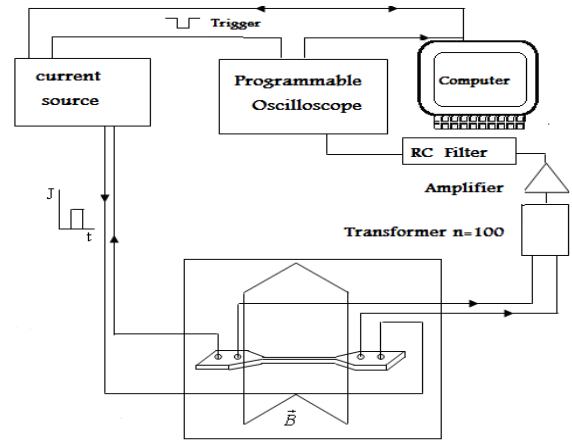 Trigger
current
source
Programmable
Oscilloscope
Computer
RC Filter
Amplifier
J
t
Transformer n=100
B